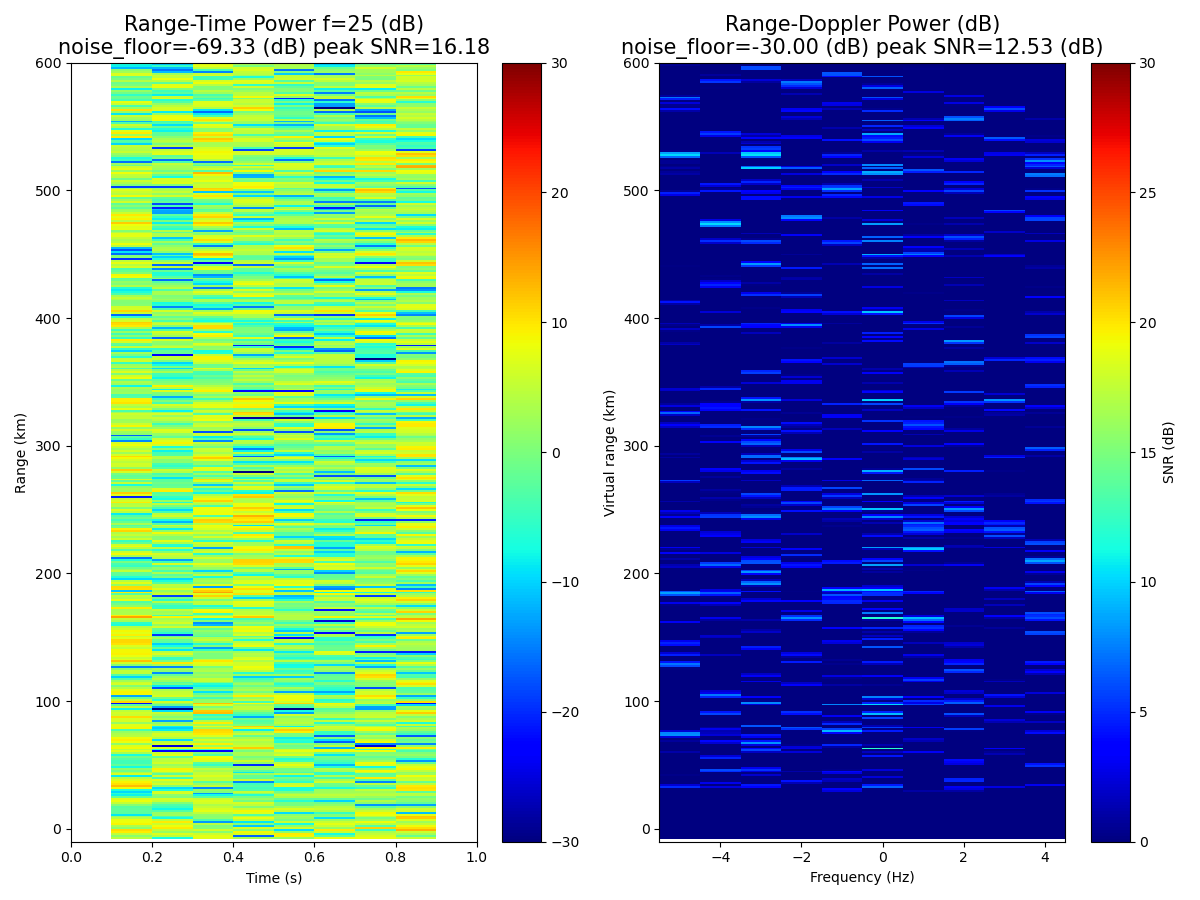 Range-Time Power f=25 (dB)
noise_floor=-69.33 (dB) peak SNR=16.18
Range (km)
600
500
400
300
200
100
0
0.0 0.2 0.4 0.6 0.8 1.0
Time (s)
30
20
10
0
−10
−20
−30
Range-Doppler Power (dB)
noise_floor=-30.00 (dB) peak SNR=12.53 (dB)
Virtual range (km)
600
500
400
300
200
100
0
−4 −2 0 2 4
Frequency (Hz)
30
25
20
15
10
5
0
SNR (dB)